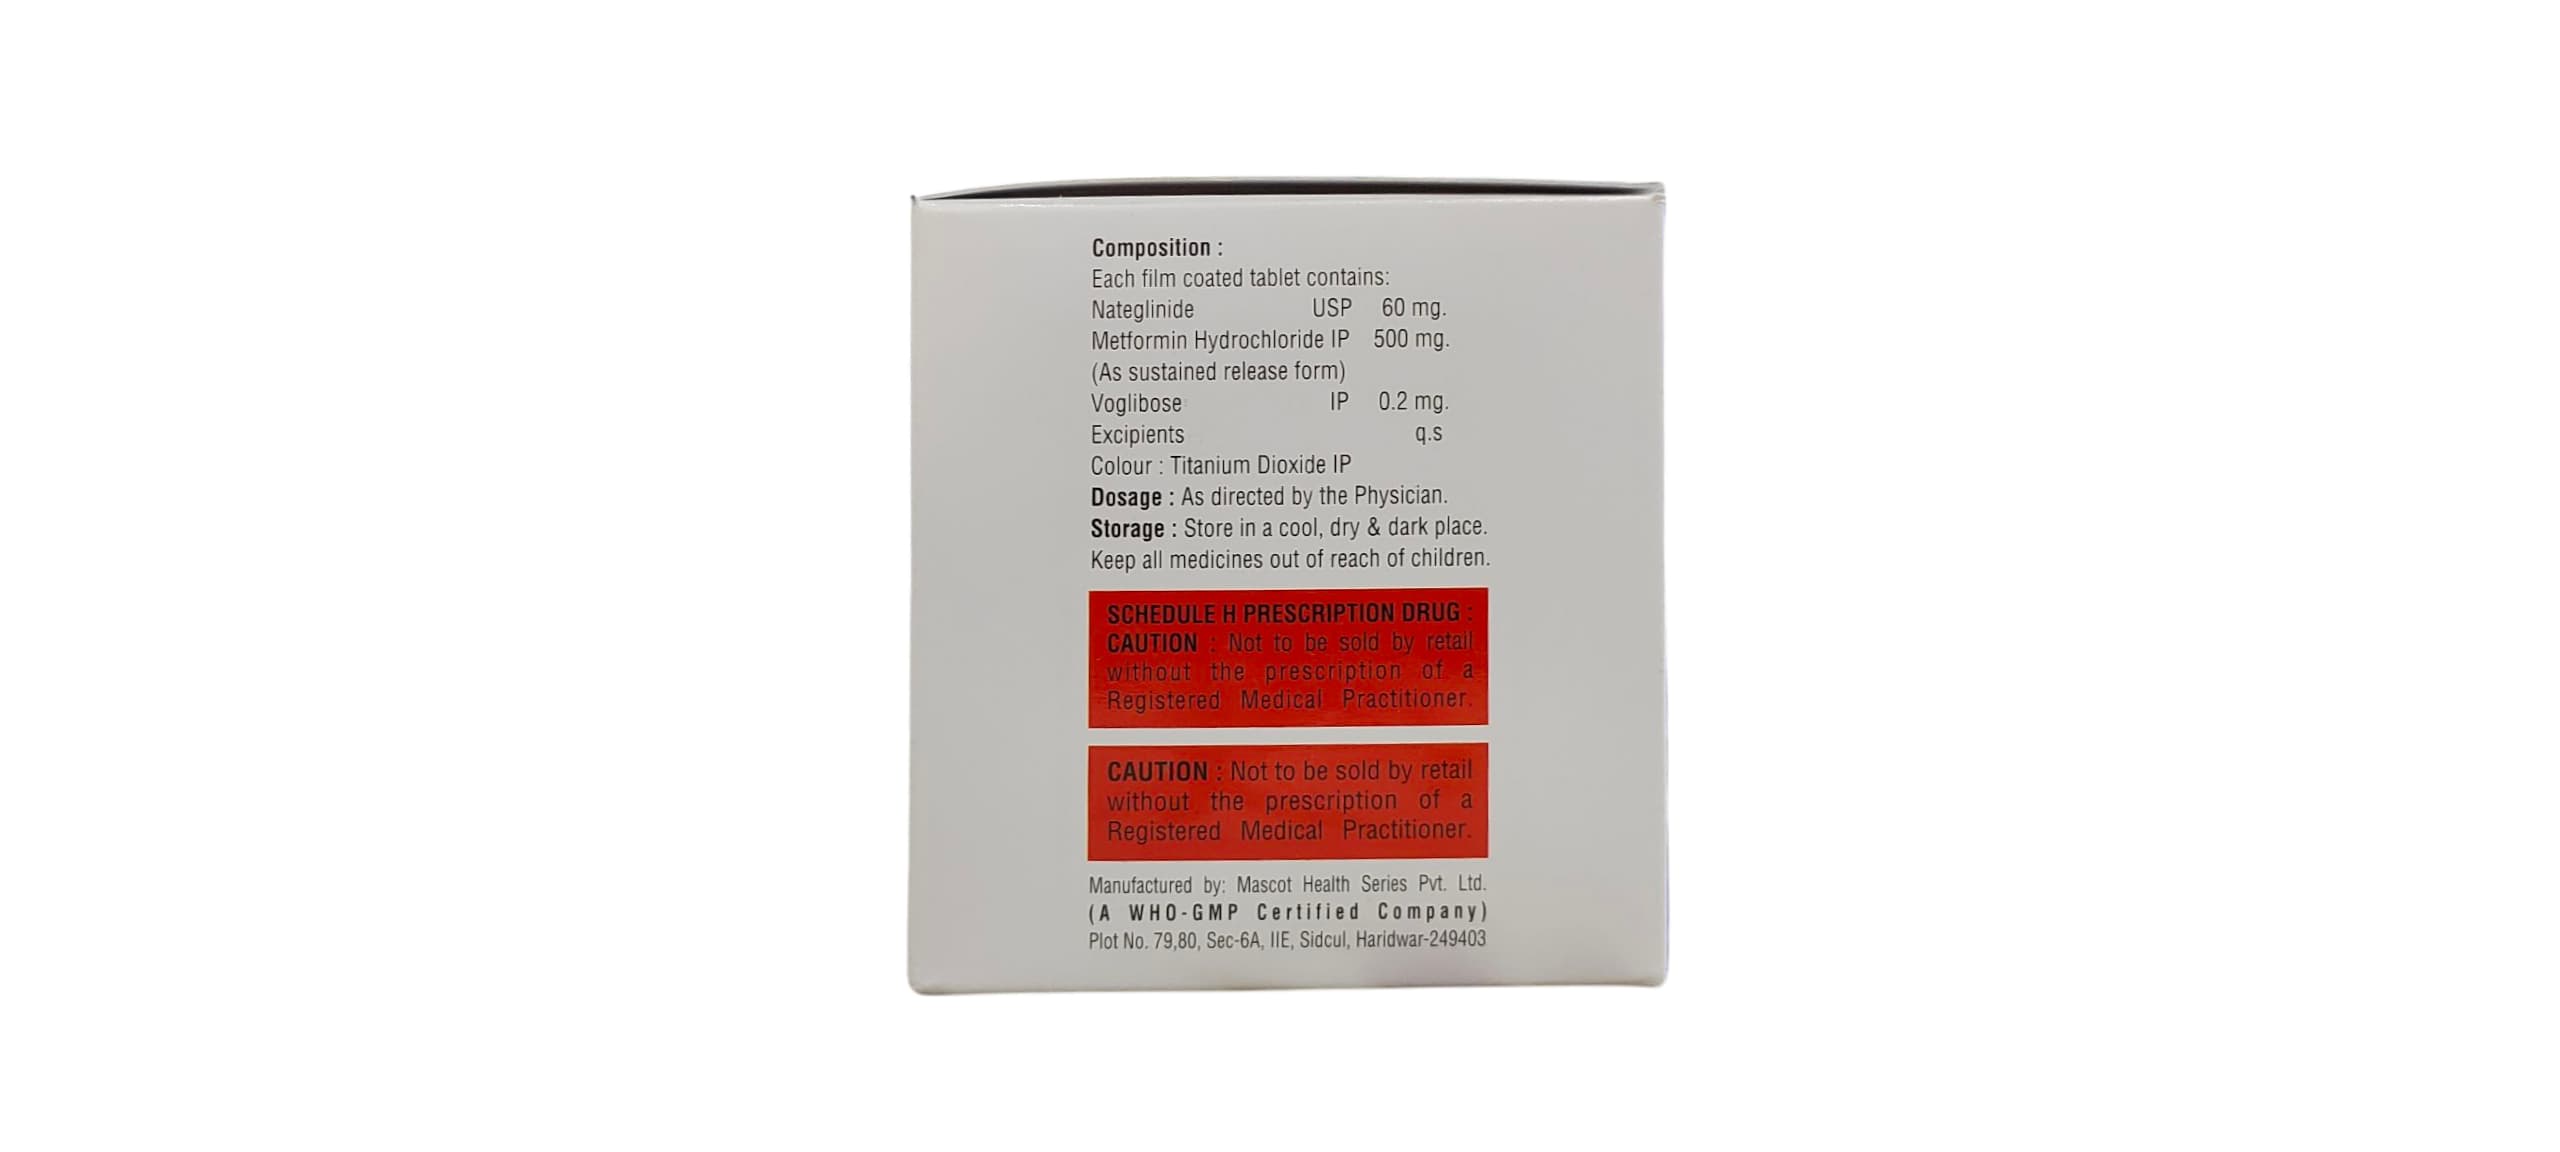 Composition :
Each film coated tablet contains:
Nateglinide USP 60 mg.
Metformin Hydrochloride IP 500 mg.
(As sustained release form)
Voglibose IP 0.2 mg.
Excipients q.s
Colour : Titanium Dioxide IP
Dosage : As directed by the Physician.
Storage : Store in a cool, dry & dark place.
Keep all medicines out of reach of children.
SCHEDULE H PRESCRIPTION DRUG :
CAUTION : Not to be sold by retail
without the prescription of a
Registered Medical Practitioner.
CAUTION : Not to be sold by retail
without the prescription of a
Registered Medical Practitioner.
Manufactured by: Mascot Health Series Pvt. Ltd.
(A WHO-GMP Certified Company)
Plot No. 79,80, Sec-6A, IIE, Sidcul, Haridwar-249403